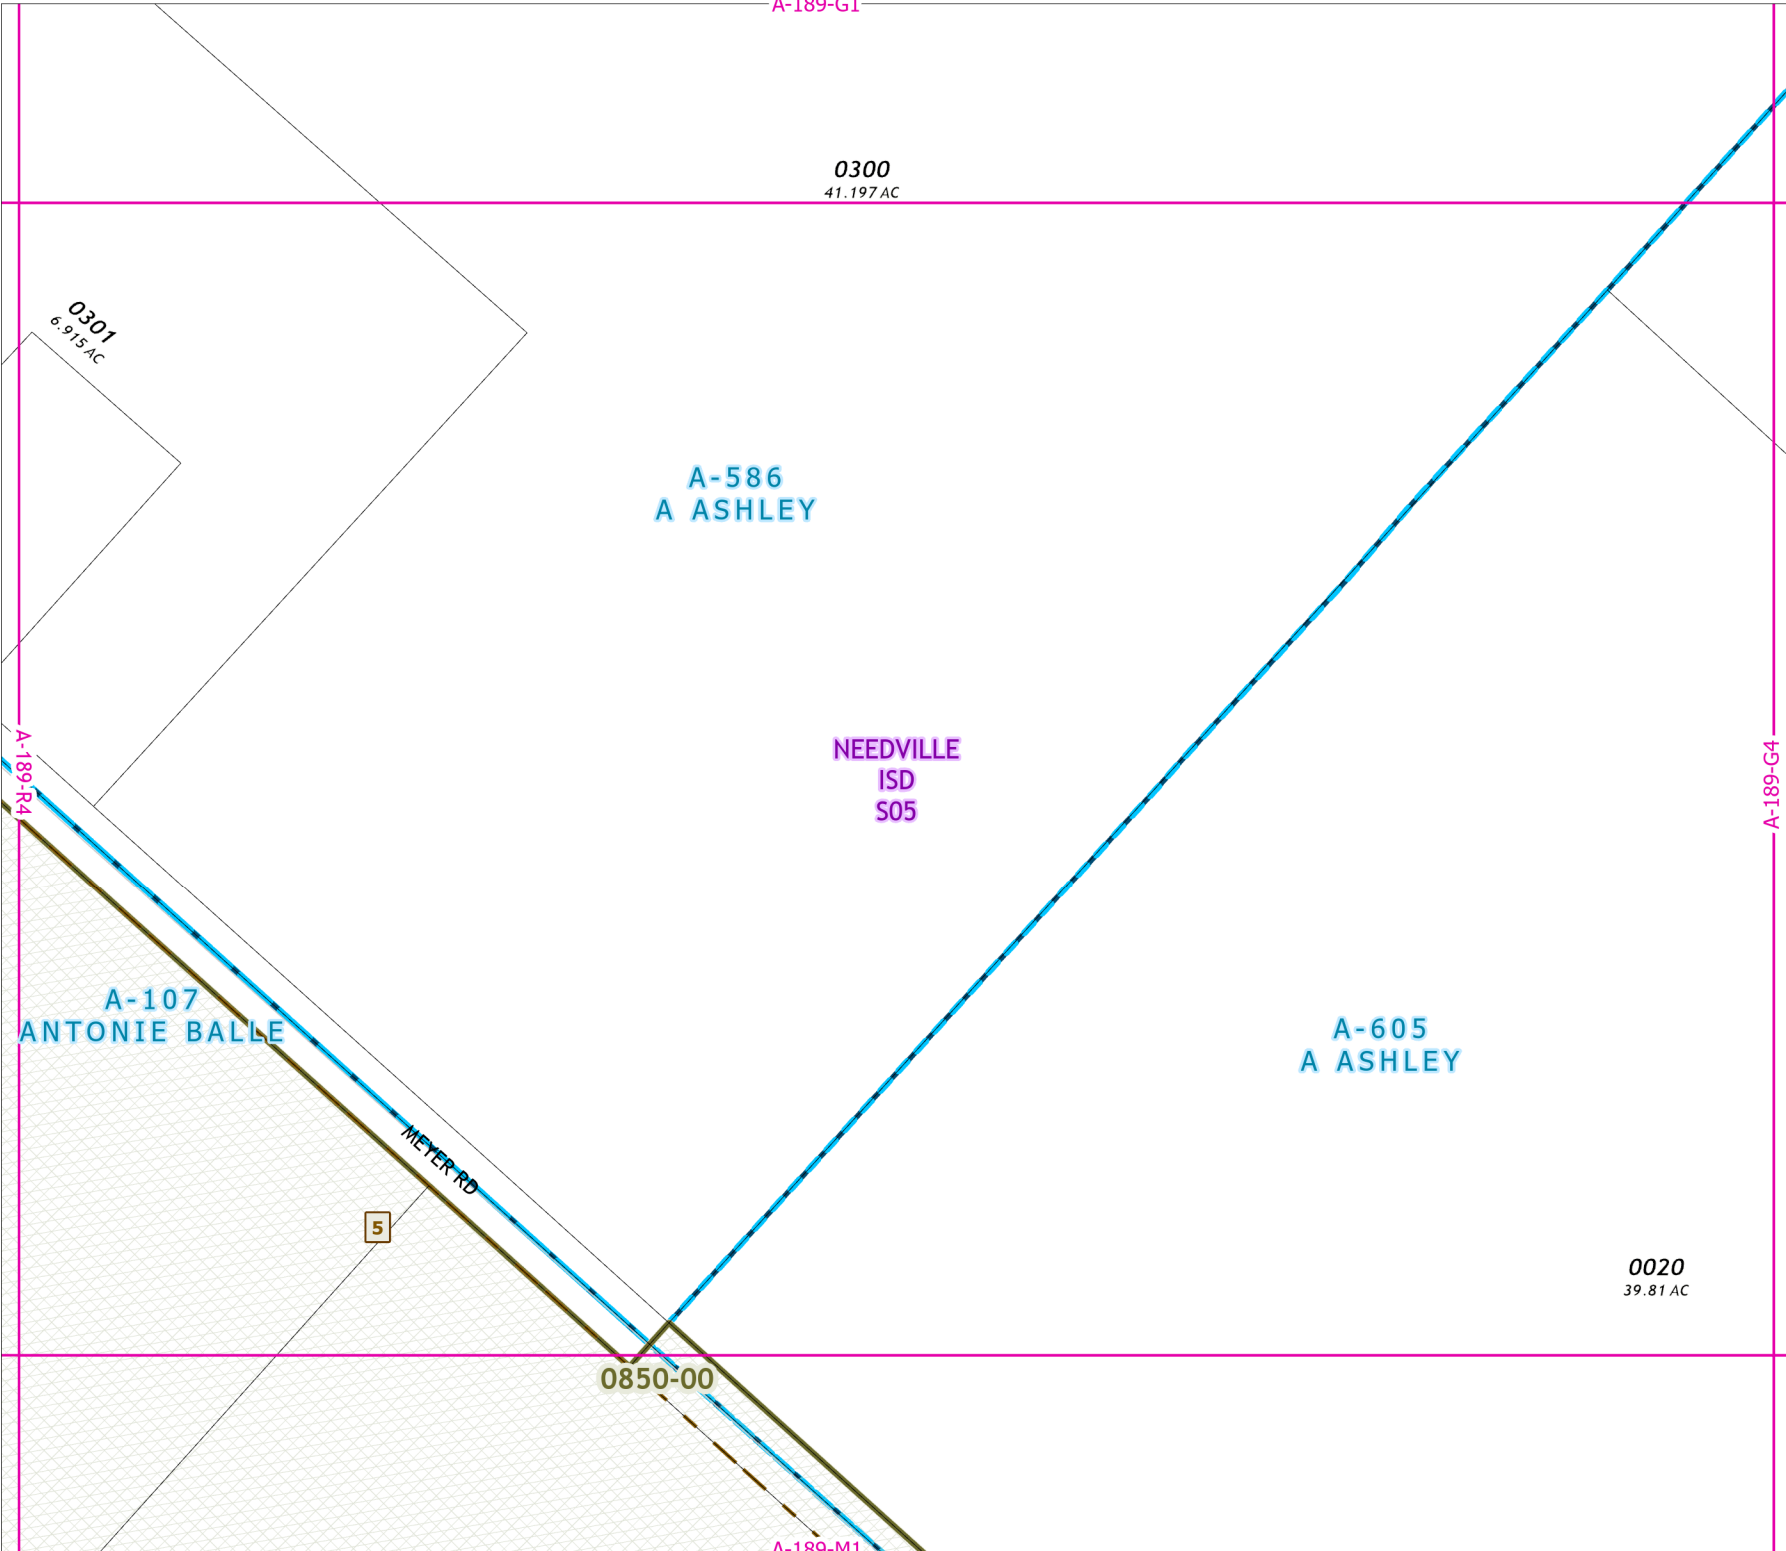 A-189-G1
0300
41.197 AC
0301
6.915 AC
A-586
A ASHLEY
NEEDVILLE
ISD
S05
A-189-R4
A-189-G4
A-107
ANTONIE BALLE
A-605
A ASHLEY
MEYER RD
5
0020
39.81 AC
0850-00
A-189-M1